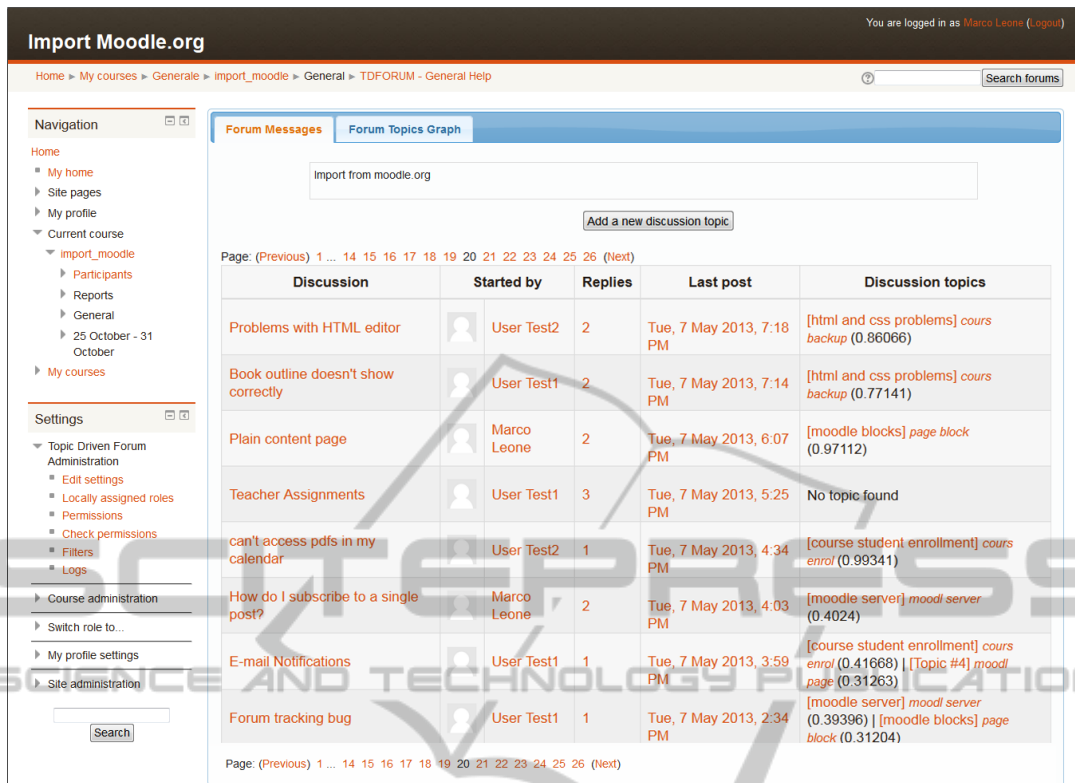 You are logged in as Marco Leone (Logout)
Import Moodle.org
Home ► My courses ► Generale ► import_moodle ► General ► TDFORUM - General Help
Search forums
Navigation
Home
My home
Site pages
My profile
Current course
import_moodle
Participants
Reports
General
25 October - 31
October
My courses
Settings
Topic Driven Forum
Administration
Edit settings
Locally assigned roles
Permissions
Check permissions
Filters
Logs
Course administration
Switch role to...
My profile settings
Site administration
Search
Forum Messages Forum Topics Graph
Import from moodle.org
Add a new discussion topic
Page: (Previous) 1 ... 14 15 16 17 18 19 20 21 22 23 24 25 26 (Next)
Discussion Started by Replies Last post Discussion topics
Problems with HTML editor User Test2 2 Tue, 7 May 2013, 7:18
PM
[html and css problems] cours
backup (0.86066)
Book outline doesn't show
correctly
User Test1 2 Tue, 7 May 2013, 7:14
PM
[html and css problems] cours
backup (0.77141)
Plain content page
Marco
Leone
2 Tue, 7 May 2013, 6:07
PM
[moodle blocks] page block
(0.97112)
Teacher Assignments User Test1 3 Tue, 7 May 2013, 5:25
PM
No topic found
can't access pdfs in my
calendar
User Test2 1 Tue, 7 May 2013, 4:34
PM
[course student enrollment] cours
enrol (0.99341)
How do I subscribe to a single
post?
Marco
Leone
2 Tue, 7 May 2013, 4:03
PM
[moodle server] moodl server
(0.4024)
E-mail Notifications User Test1 1 Tue, 7 May 2013, 3:59
PM
[course student enrollment] cours
enrol (0.41668) | [Topic #4] moodl
page (0.31263)
Forum tracking bug User Test1 1 Tue, 7 May 2013, 2:34
PM
[moodle server] moodl server
(0.39396) | [moodle blocks] page
block (0.31204)
Page: (Previous) 1 ... 14 15 16 17 18 19 20 21 22 23 24 25 26 (Next)
SCITEPRESS
SCIENCE AND TECHNOLOGY PUBLICATION